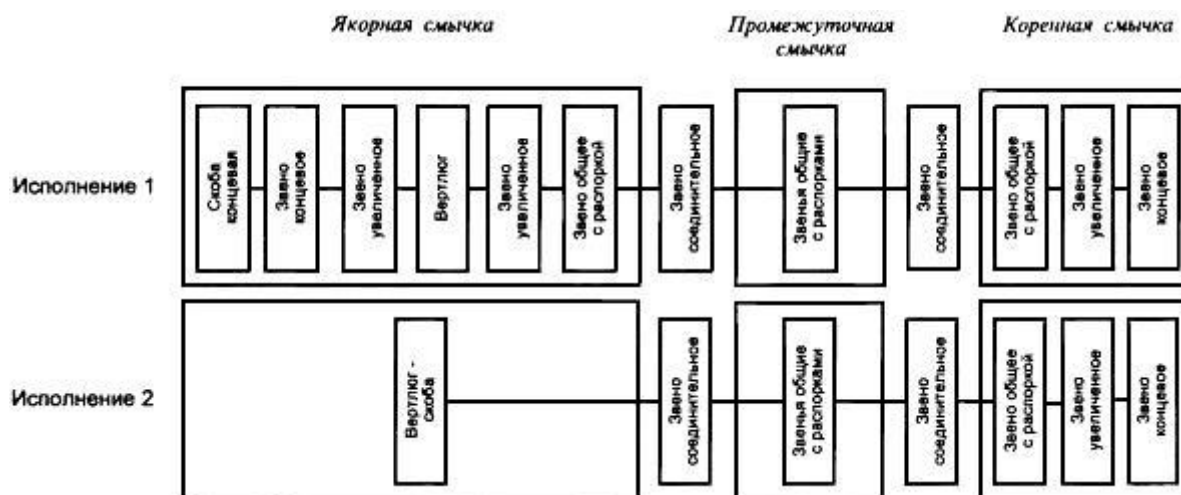 Якорная смычка
Промежуточная
смычка
Коренная смычка
Исполнение 1
Скоба
концевая
Звено
концевое
Звено
увеличенное
Вертлюг
Звено
увеличенное
Звено общее
с распоркой
Звено
соединительное
Звенья общие
с распорками
Звено
соединительное
Звено общее
с распоркой
Звено
увеличенное
Звено
концевое
Исполнение 2
Вертлюг -
скоба
Звено
соединительное
Звенья общие
с распорками
Звено
соединительное
Звено общее
с распоркой
Звено
увеличенное
Звено
концевое